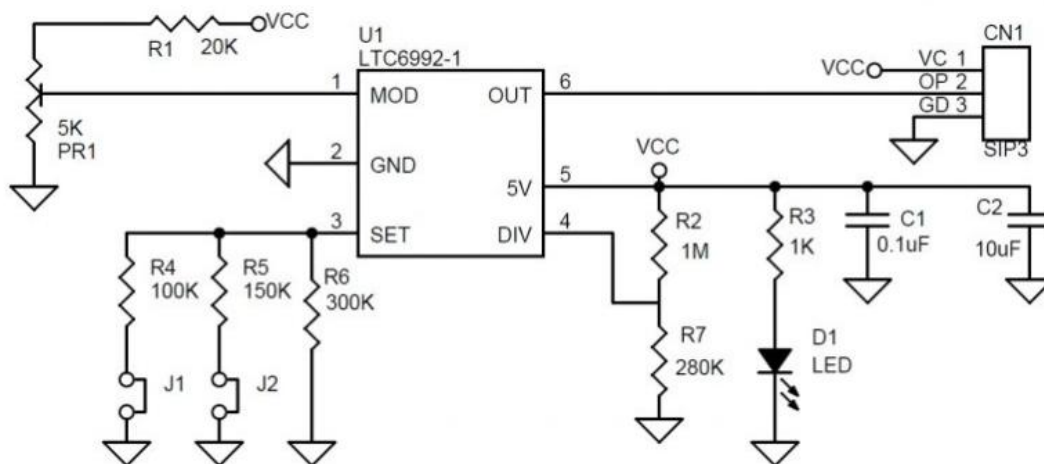 VCC
R1 20K
5K
PR1
U1
LTC6992-1
1 MOD
2 GND
3 SET
OUT 6
5V 5
DIV 4
CN1
VCC
VC 1
OP 2
GD 3
SIP3
VCC
R2
1M
R3
1K
C1
0.1uF
C2
10uF
R4
100K
R5
150K
R6
300K
R7
280K
D1
LED
J1
J2